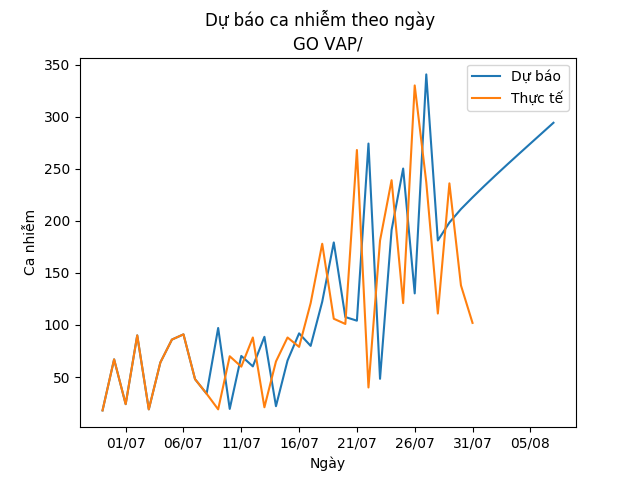 Dự báo ca nhiễm theo ngày
GO VAP/
Dự báo
Thực tế
350
300
250
200
150
100
50
Ca nhiễm
01/07 06/07 11/07 16/07 21/07 26/07 31/07 05/08
Ngày